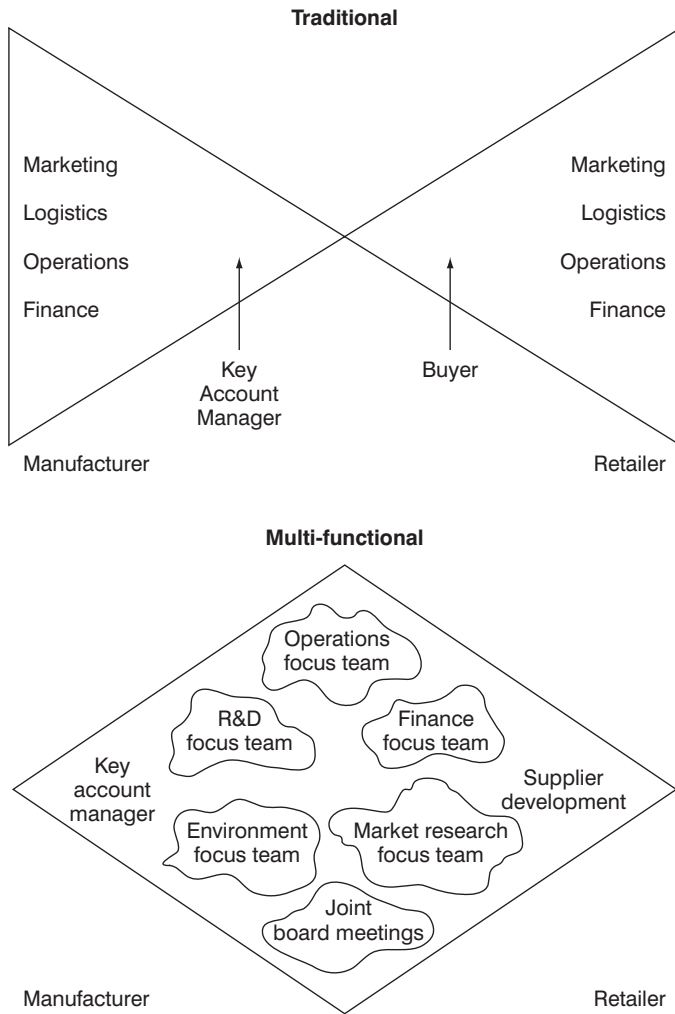 Traditional
Marketing
Logistics
Operations
Finance
Marketing
Logistics
Operations
Finance
Key
Account
Manager
Buyer
Manufacturer
Retailer
Multi-functional
Operations
focus team
R&D
focus team
Finance
focus team
Key
account
manager
Supplier
development
Environment
focus team
Market research
focus team
Joint
board meetings
Manufacturer
Retailer